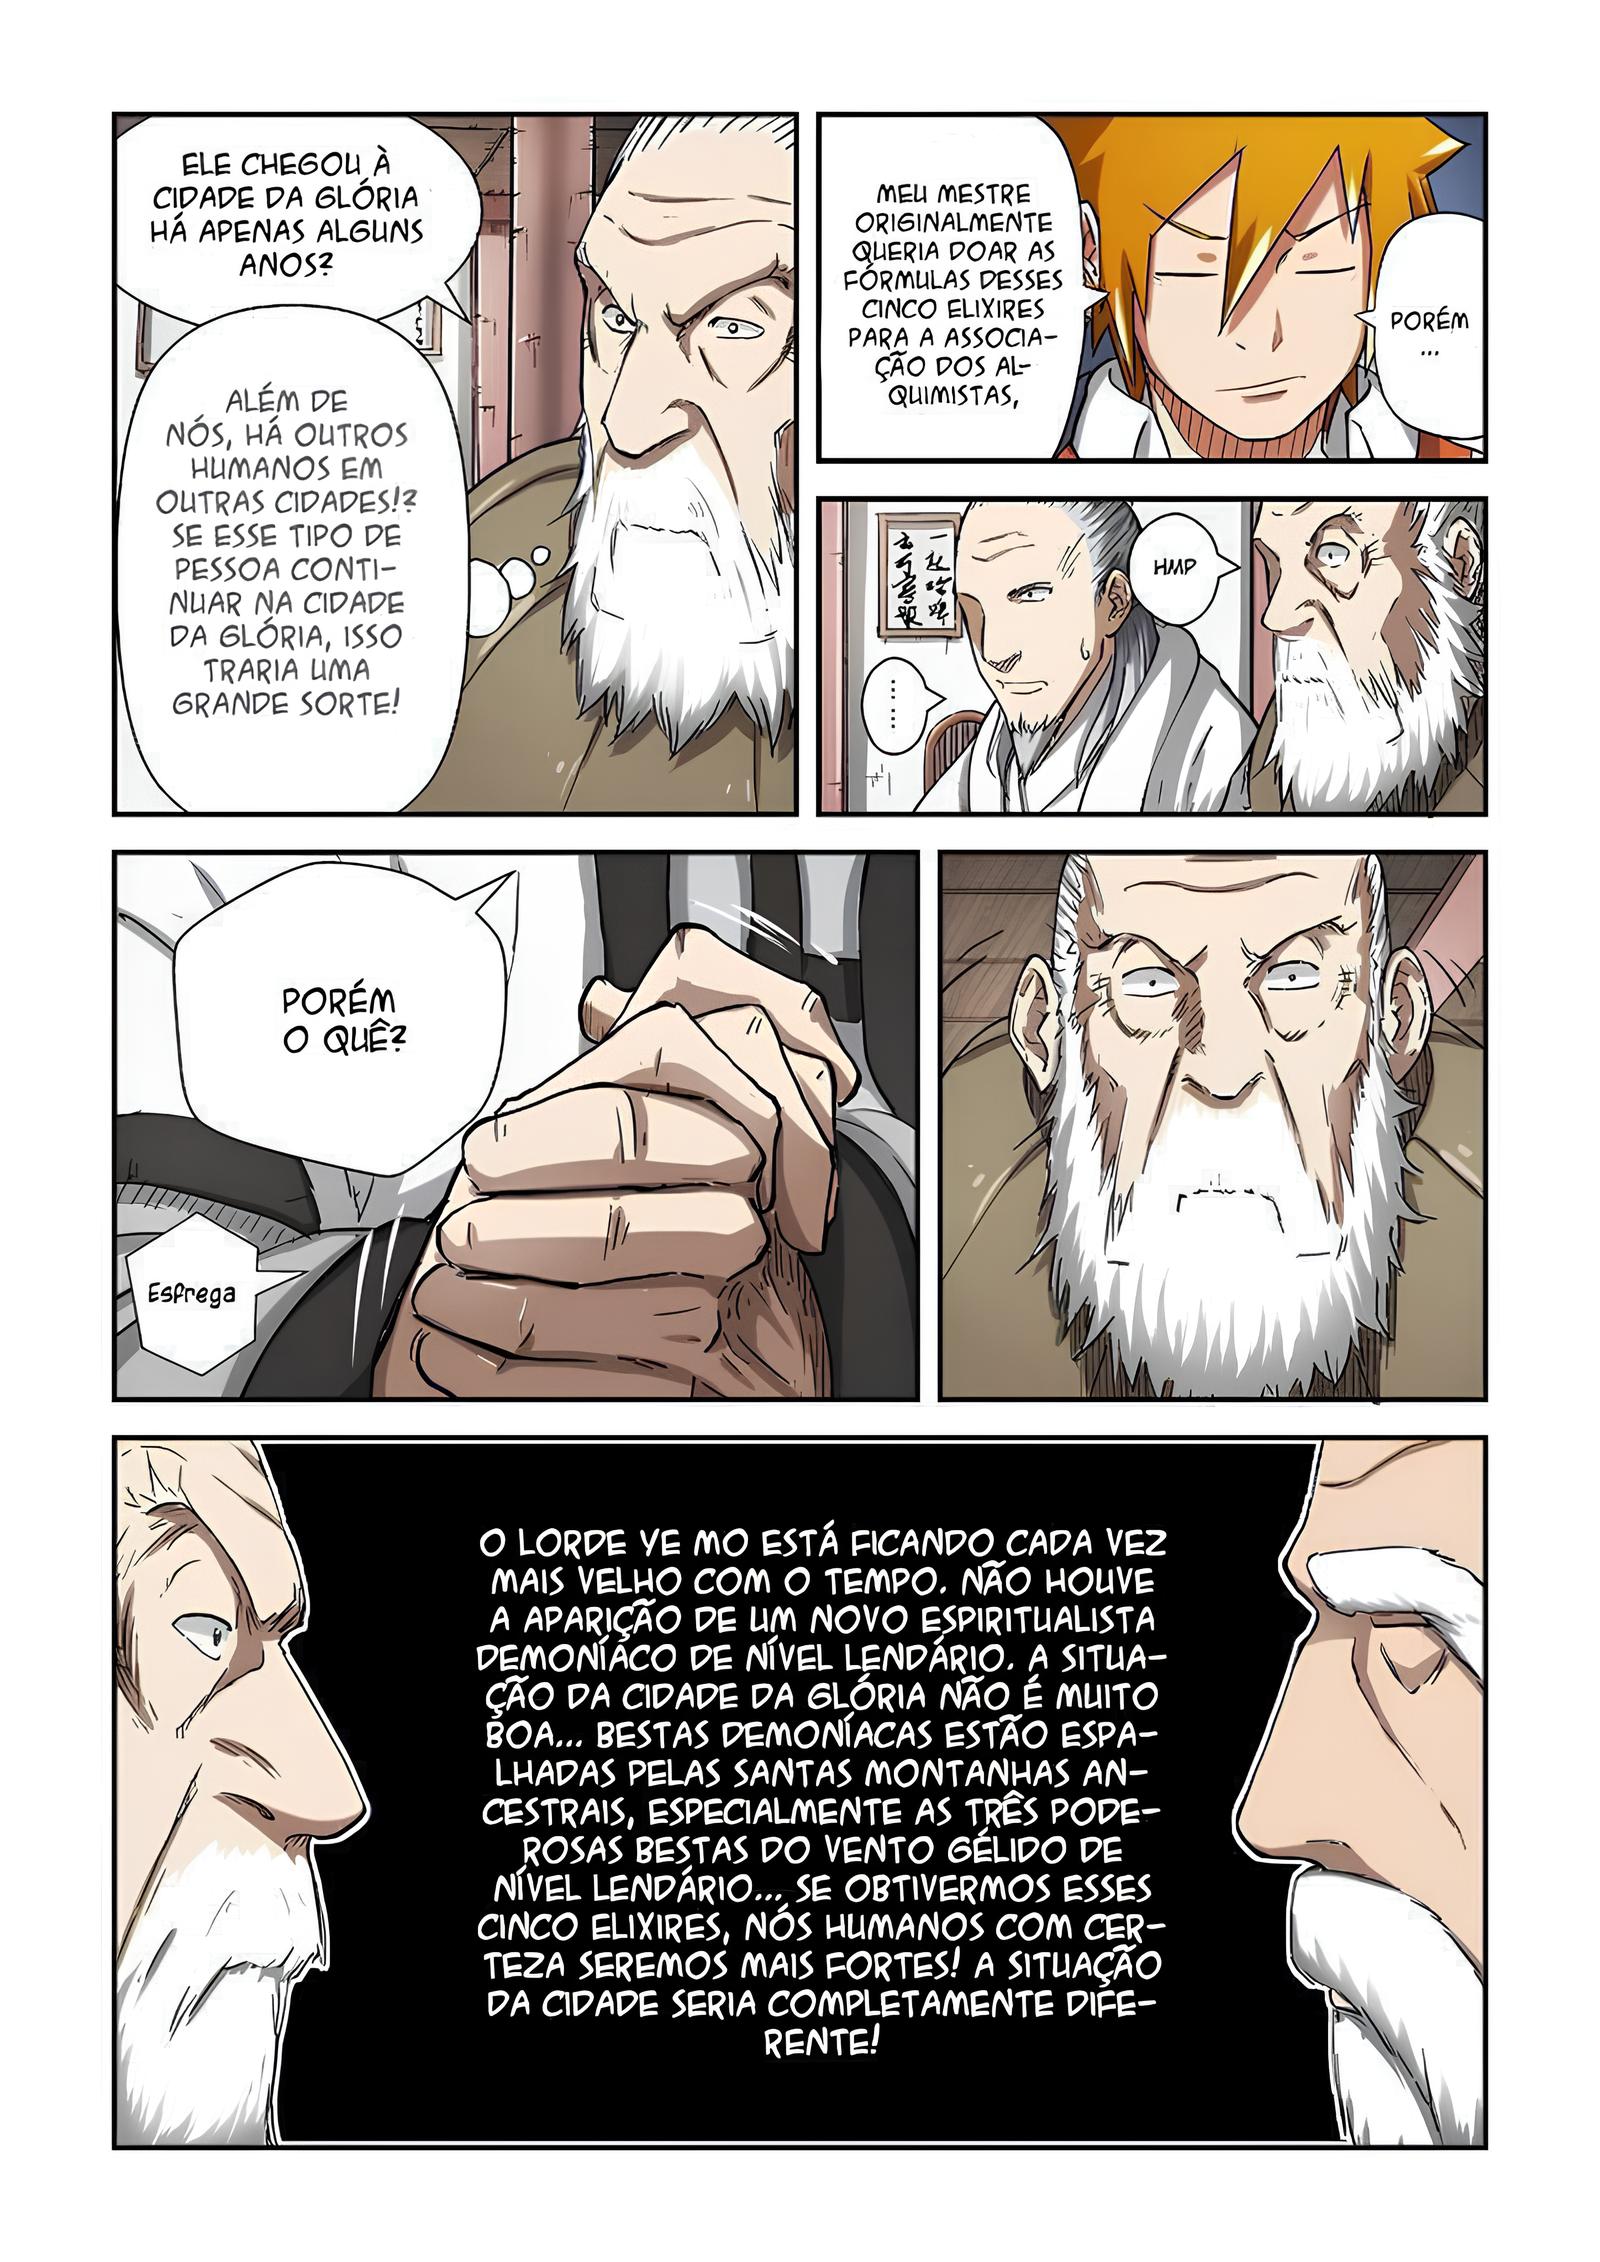 ELE CHEGOU À
CIDADE DA GLÓRIA
HÁ APENAS ALGUNS
ANOS?
ALÉM DE
NÓS, HÁ OUTROS
HUMANOS EM
OUTRAS CIDADES!?
SE ESSE TIPO DE
PESSOA CONTI-
NUAR NA CIDADE
DA GLÓRIA, ISSO
TRARIA UMA
GRANDE SORTE!
MEU MESTRE
ORIGINALMENTE
QUERIA DOAR AS
FÓRMULAS DESSES
CINCO ELIXIRES
PARA A ASSOCIA-
ÇÃO DOS AL-
QUIMISTAS,
PORÉM
...
HMP
......
PORÉM
O QUÊ?
Esfrega
O LORDE YE MO ESTÁ FICANDO CADA VEZ
MAIS VELHO COM O TEMPO. NÃO HOUVE
A APARIÇÃO DE UM NOVO ESPIRITUALISTA
DEMONÍACO DE NÍVEL LENDÁRIO. A SITUA-
ÇÃO DA CIDADE DA GLÓRIA NÃO É MUITO
BOA... BESTAS DEMONÍACAS ESTÃO ESPA-
LHADAS PELAS SANTAS MONTANHAS AN-
CESTRAIS, ESPECIALMENTE AS TRÊS PODE-
ROSAS BESTAS DO VENTO GÉLIDO DE
NÍVEL LENDÁRIO... SE OBTIVERMOS ESSES
CINCO ELIXIRES, NÓS HUMANOS COM CER-
TEZA SEREMOS MAIS FORTES! A SITUAÇÃO
DA CIDADE SERIA COMPLETAMENTE DIFE-
RENTE!